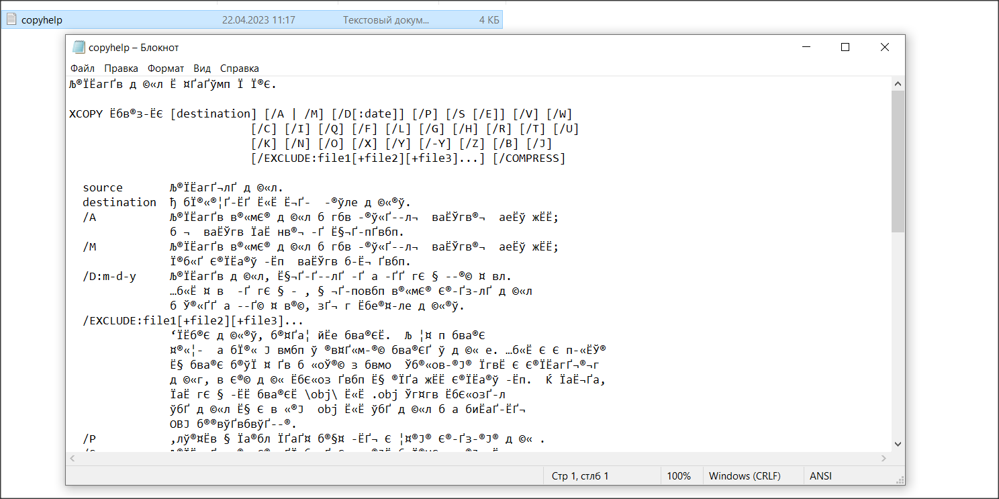 copyhelp 22.04.2023 11:17 Текстовый докум... 4 КБ
copyhelp – Блокнот
Файл Правка Формат Вид Справка
Љ®ЇЁагҐв д ©«л Ё ¤ҐаҐўмп Ї Ї®Є.
XCOPY Ёбв®з-ЁЄ [destination] [/A | /M] [/D[:date]] [/P] [/S [/E]] [/V] [/W]
[/C] [/I] [/Q] [/F] [/L] [/G] [/H] [/R] [/T] [/U]
[/K] [/N] [/O] [/X] [/Y] [/-Y] [/Z] [/B] [/J]
[/EXCLUDE:file1[+file2][+file3]...] [/COMPRESS]
source Љ®ЇЁагҐ¬лҐ д ©«л.
destination ђ бЇ®«®¦Ґ-ЁҐ Ё«Ё Ё¬Ґ- -®ўле д ©«®ў.
/A Љ®ЇЁагҐв в®«мЄ® д ©«л б гбв -®ў«Ґ--л¬ ваЁЎгв®¬ аеЁў жЁЁ;
б ¬ ваЁЎгв ЇаЁ нв®¬ -Ґ Ё§¬Ґ-пҐвбп.
/M Љ®ЇЁагҐв в®«мЄ® д ©«л б гбв -®ў«Ґ--л¬ ваЁЎгв®¬ аеЁў жЁЁ;
Ї®б«Ґ Є®ЇЁа®ў -Ёп ваЁЎгв б-Ё¬ Ґвбп.
/D:m-d-y Љ®ЇЁагҐв д ©«л, Ё§¬Ґ-Ґ--лҐ -Ґ а -ҐҐ гЄ § --®© ¤ вл.
…б«Ё ¤ в -Ґ гЄ § - , § ¬Ґ-повбп в®«мЄ® Є®-Ґз-лҐ д ©«л
б Ў®«ҐҐ а --Ґ© ¤ в®©, зҐ¬ г Ёбе®¤-ле д ©«®ў.
/EXCLUDE:file1[+file2][+file3]...
‘ЇЁб®Є д ©«®ў, б®¤Ґа¦ йЁе бва®ЄЁ. Љ ¦¤ п бва®Є
¤®«¦- а бЇ®« Ј вмбп ў ®в¤Ґ«м-®© бва®ЄҐ ў д ©« е. …б«Ё Є Є п-«ЁЎ®
Ё§ бва®Є б®ўЇ ¤ Ґв б «оЎ®© з бвмо Ўб®«ов-®Ј® ЇгвЁ Є Є®ЇЁагҐ¬®¬г
д ©«г, в Є®© д ©« ЁбЄ«оз Ґвбп Ё§ ®ЇҐа жЁЁ Є®ЇЁа®ў -Ёп. Ќ ЇаЁ¬Ґа,
ЇаЁ гЄ § -ЁЁ бва®ЄЁ \obj\ Ё«Ё .obj Ўг¤гв ЁбЄ«озҐ-л
ўбҐ д ©«л Ё§ Є в «®Ј obj Ё«Ё ўбҐ д ©«л б а биЁаҐ-ЁҐ¬
OBJ б®®вўҐвбвўҐ--®.
/P ‚лў®¤Ёв § Їа®бл ЇҐаҐ¤ б®§¤ -ЁҐ¬ Є ¦¤®Ј® Є®-Ґз-®Ј® д ©« .
Стр 1, стлб 1 100% Windows (CRLF) ANSI